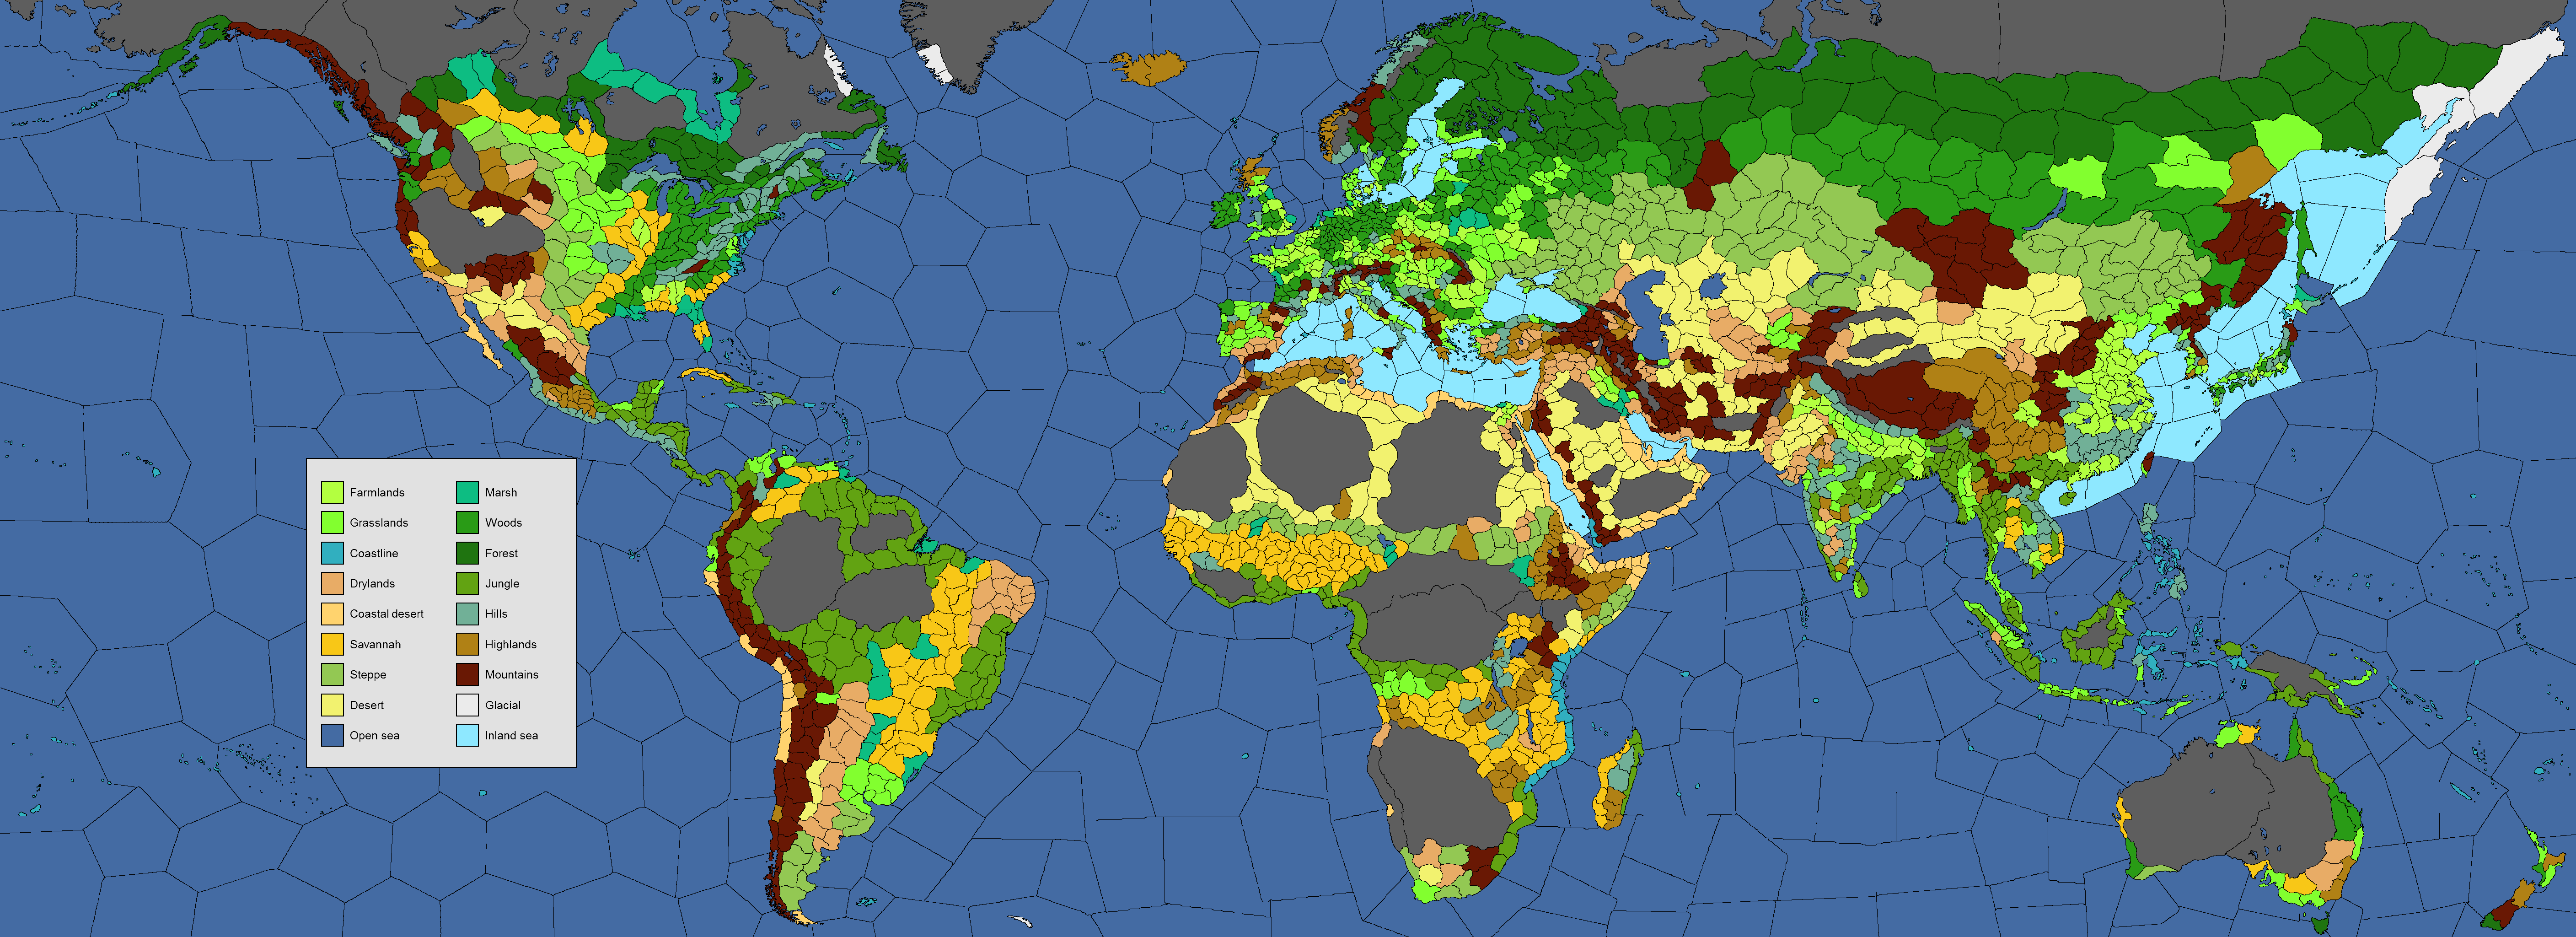 Farmlands
Marsh
Grasslands
Woods
Coastline
Forest
Drylands
Jungle
Coastal desert
Hills
Savannah
Highlands
Steppe
Mountains
Desert
Glacial
Open sea
Inland sea